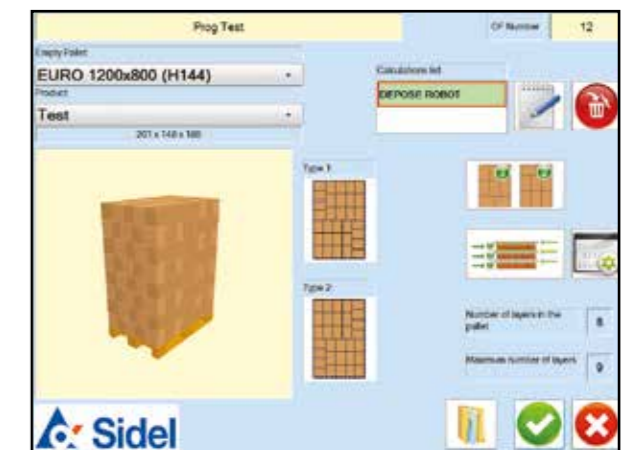 Prog Test
OF Number 12
Empty Pallet
EURO 1200x800 (H144)
Product
Test
Calculations list
DEPOSE ROBOT
Type 1
Type 2
Number of layers in the pallet
Maximum number of layers 9
Sidel